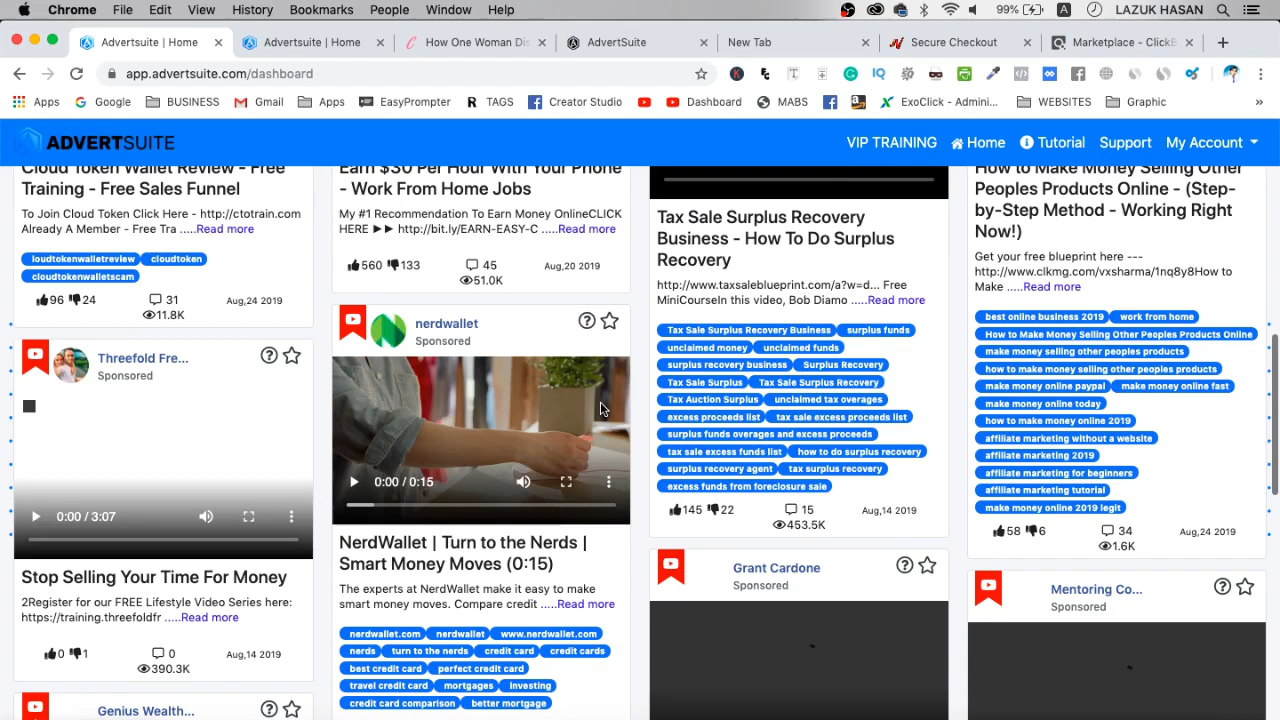 Chrome File Edit View History Bookmarks People Window Help 99% A LAZUK HASAN
Advertsuite | Home Advertsuite | Home How One Woman Dis AdvertSuite New Tab Secure Checkout Marketplace - ClickB
app.advertsuite.com/dashboard
Apps Google BUSINESS Gmail Apps EasyPrompter TAGS Creator Studio Dashboard MABS ExoClick - Admini... WEBSITES Graphic
ADVERTSUITE VIP TRAINING Home Tutorial Support My Account
Cloud Token Wallet Review - Free
Training - Free Sales Funnel
To Join Cloud Token Click Here - http://ctotrain.com
Already A Member - Free Tra .....Read more
loudtokenwalletreview cloudtoken
cloudtokenwalletscam
96 24 31 Aug,24 2019
11.8K
Threefold Fre...
Sponsored
0:00 / 3:07
Stop Selling Your Time For Money
2Register for our FREE Lifestyle Video Series here:
https://training.threefoldfr .....Read more
0 1 0 Aug,14 2019
390.3K
Genius Wealth...
Earn $30 Per Hour With Your Phone
- Work From Home Jobs
My #1 Recommendation To Earn Money OnlineCLICK
HERE ►► http://bit.ly/EARN-EASY-C .....Read more
560 133 45 Aug,20 2019
51.0K
nerdwallet
Sponsored
0:00 / 0:15
NerdWallet | Turn to the Nerds |
Smart Money Moves (0:15)
The experts at NerdWallet make it easy to make
smart money moves. Compare credit .....Read more
nerdwallet.com nerdwallet www.nerdwallet.com
nerds turn to the nerds credit card credit cards
best credit card perfect credit card
travel credit card mortgages investing
credit card comparison better mortgage
Tax Sale Surplus Recovery
Business - How To Do Surplus
Recovery
http://www.taxsaleblueprint.com/a?w=d... Free
MiniCourseIn this video, Bob Diamo .....Read more
Tax Sale Surplus Recovery Business surplus funds
unclaimed money unclaimed funds
surplus recovery business Surplus Recovery
Tax Sale Surplus Tax Sale Surplus Recovery
Tax Auction Surplus unclaimed tax overages
excess proceeds list tax sale excess proceeds list
surplus funds overages and excess proceeds
tax sale excess funds list how to do surplus recovery
surplus recovery agent tax surplus recovery
excess funds from foreclosure sale
145 22 15 Aug,14 2019
453.5K
Grant Cardone
Sponsored
How to Make Money Selling Other
Peoples Products Online - (Step-
by-Step Method - Working Right
Now!)
Get your free blueprint here ---
http://www.clkmg.com/vxsharma/1nq8y8How to
Make .....Read more
best online business 2019 work from home
How to Make Money Selling Other Peoples Products Online
make money selling other peoples products
how to make money selling other peoples products
make money online paypal make money online fast
make money online today
how to make money online 2019
affiliate marketing without a website
affiliate marketing 2019
affiliate marketing for beginners
affiliate marketing tutorial
make money online 2019 legit
58 6 34 Aug,24 2019
1.6K
Mentoring Co...
Sponsored